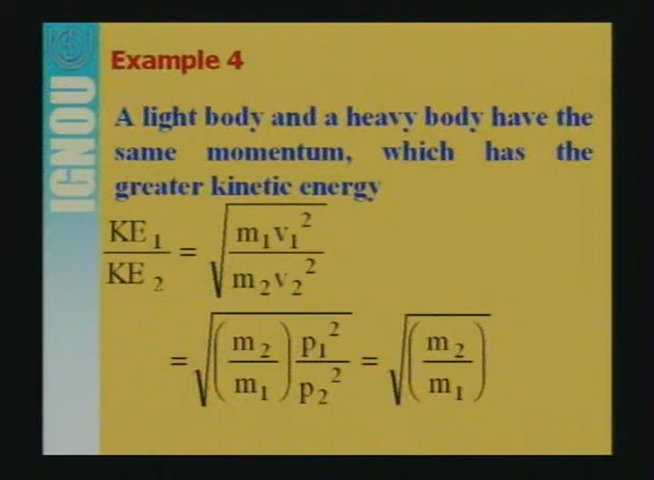 IGNOU
Example 4
A light body and a heavy body have the
same momentum, which has the
greater kinetic energy
KE₁/KE₂ = √(m₁v₁²/m₂v₂²)
= √((m₂/m₁) p₁²/p₂²) = √(m₂/m₁)